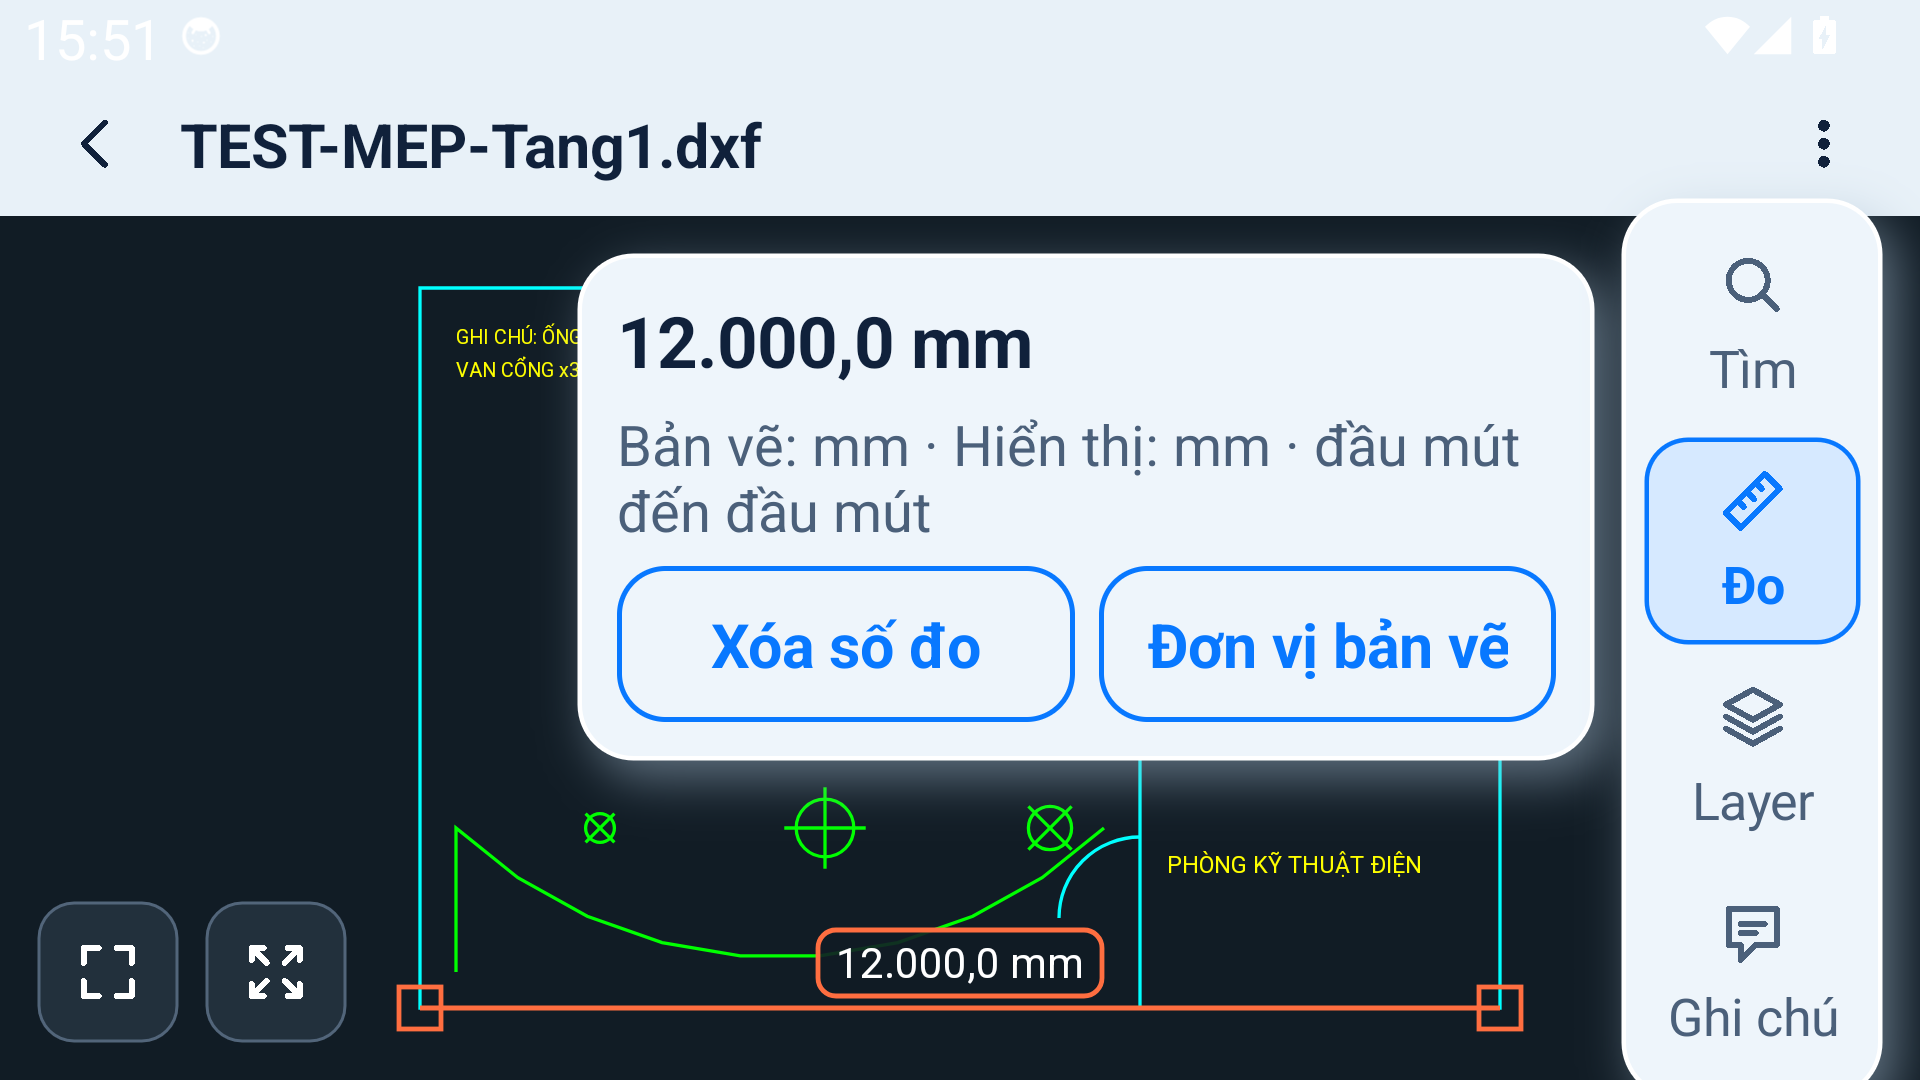 15:51
TEST-MEP-Tang1.dxf
GHI CHÚ: ỐNG
VAN CỔNG x3
12.000,0 mm
Bản vẽ: mm · Hiển thị: mm · đầu mút
đến đầu mút
Xóa số đo
Đơn vị bản vẽ
Tìm
Đo
Layer
Ghi chú
PHÒNG KỸ THUẬT ĐIỆN
12.000,0 mm